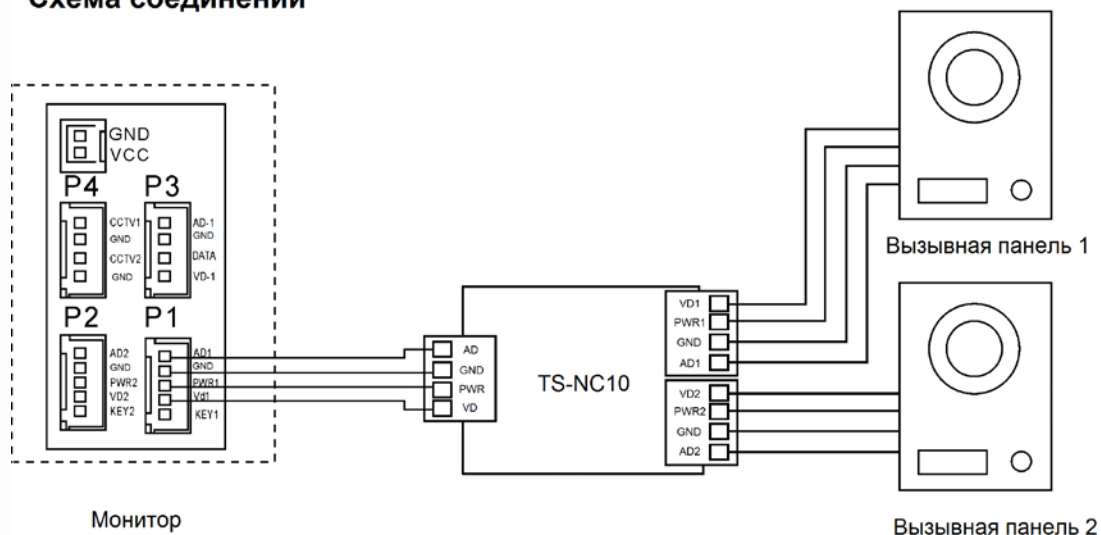 Схема соединений
GND
VCC
P4
P3
CCTV1
GND
CCTV2
GND
AD-1
GND
DATA
VD-1
P2
P1
AD2
GND
PWR2
VD2
KEY2
AD1
GND
PWR1
Vd1
KEY1
Монитор
AD
GND
PWR
VD
TS-NC10
VD1
PWR1
GND
AD1
VD2
PWR2
GND
AD2
Вызывная панель 1
Вызывная панель 2